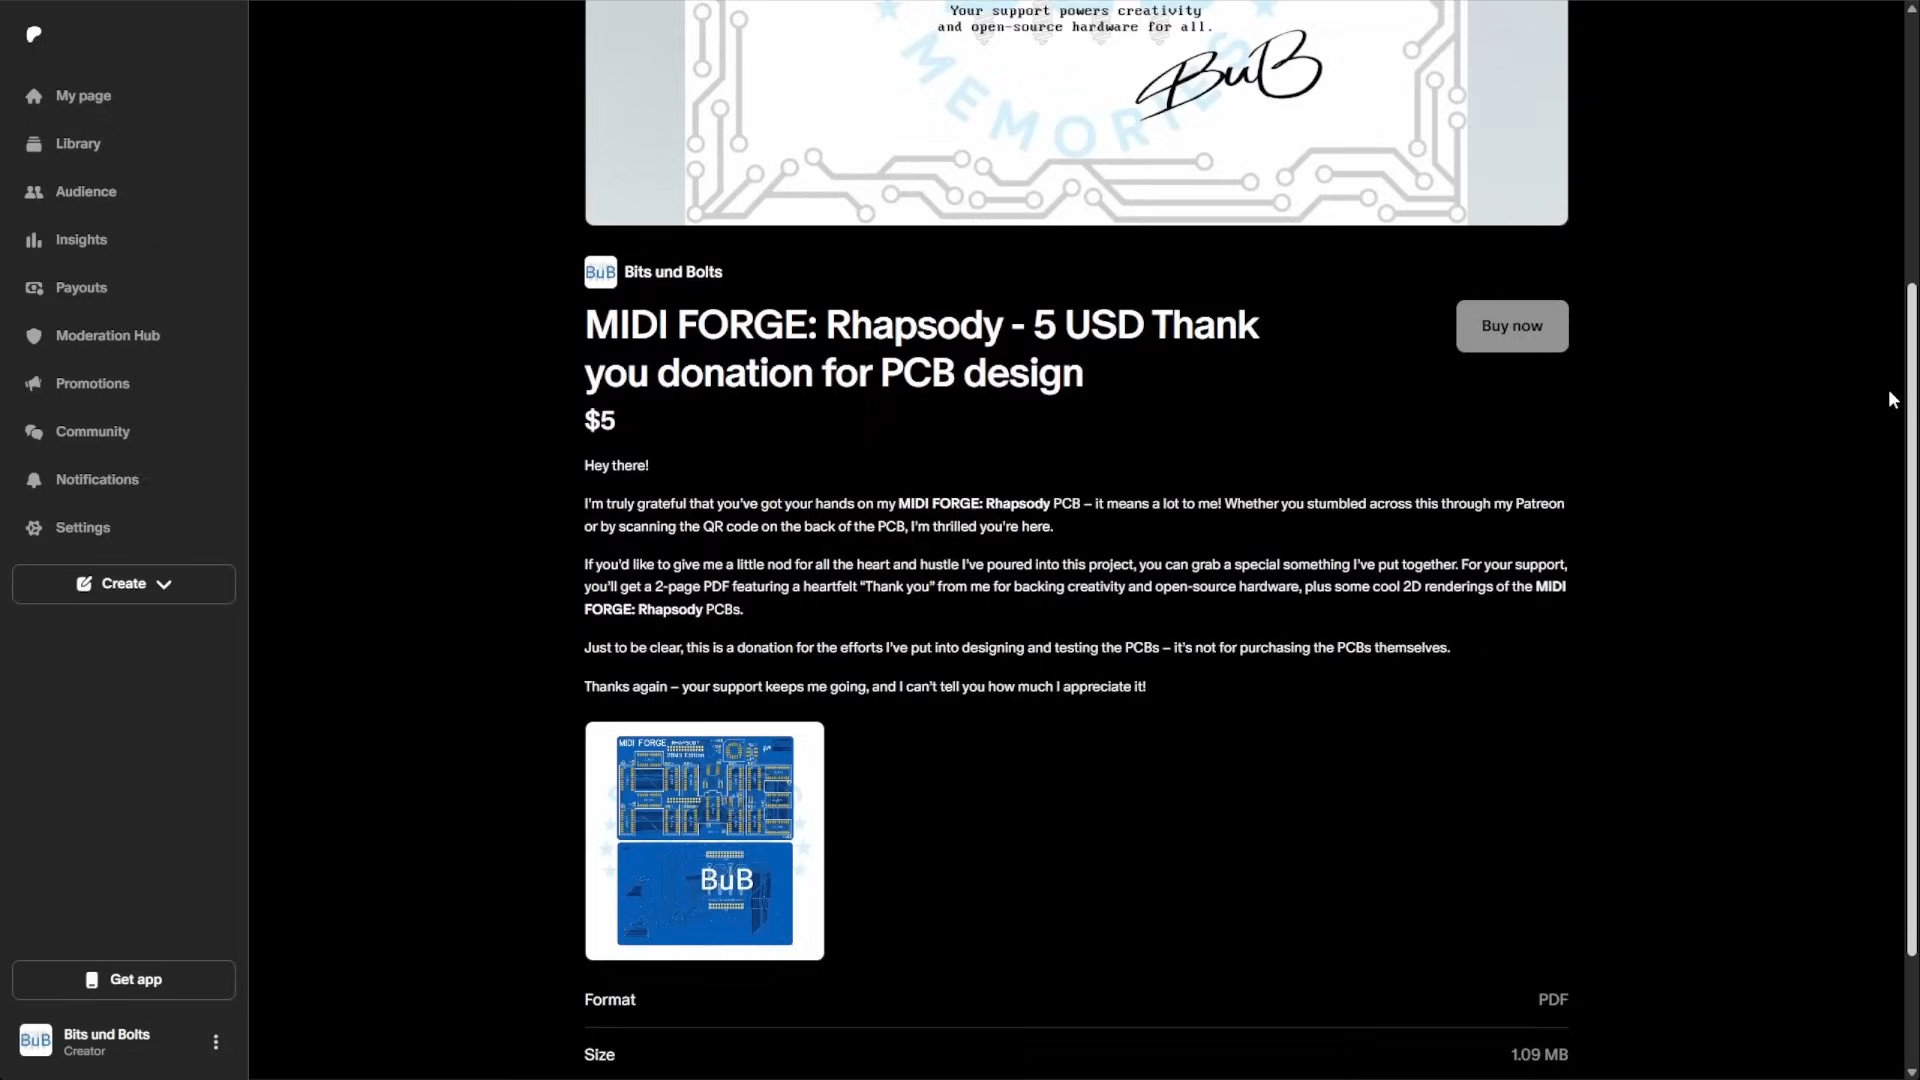 Your support powers creativity
and open-source hardware for all.
BuB
MEMORIES
My page
Library
Audience
Insights
Payouts
Moderation Hub
Promotions
Community
Notifications
Settings
Create
Get app
BuB
Bits und Bolts
Creator
BuB Bits und Bolts
MIDI FORGE: Rhapsody - 5 USD Thank
you donation for PCB design
Buy now
$5
Hey there!
I'm truly grateful that you've got your hands on my MIDI FORGE: Rhapsody PCB – it means a lot to me! Whether you stumbled across this through my Patreon
or by scanning the QR code on the back of the PCB, I'm thrilled you're here.
If you'd like to give me a little nod for all the heart and hustle I've poured into this project, you can grab a special something I've put together. For your support,
you'll get a 2-page PDF featuring a heartfelt “Thank you” from me for backing creativity and open-source hardware, plus some cool 2D renderings of the MIDI
FORGE: Rhapsody PCBs.
Just to be clear, this is a donation for the efforts I've put into designing and testing the PCBs – it's not for purchasing the PCBs themselves.
Thanks again – your support keeps me going, and I can't tell you how much I appreciate it!
MIDI FORGE RHAPSODY
BuB
Format PDF
Size 1.09 MB